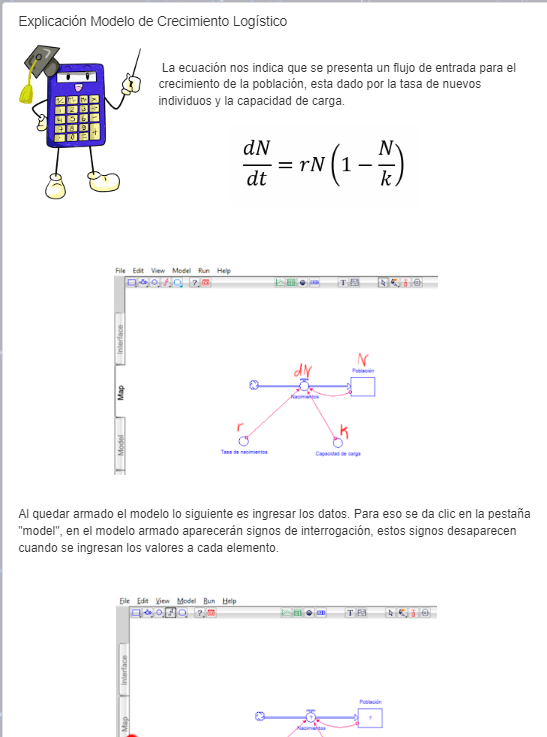 Explicación Modelo de Crecimiento Logístico
La ecuación nos indica que se presenta un flujo de entrada para el
crecimiento de la población, esta dado por la tasa de nuevos
individuos y la capacidad de carga.
dN/dt = rN(1 − N/k)
File Edit View Model Run Help
Interface
Map
Model
dN
N
Población
Nacimientos
r
k
Tasa de nacimientos
Capacidad de carga
Al quedar armado el modelo lo siguiente es ingresar los datos. Para eso se da clic en la pestaña
"model", en el modelo armado aparecerán signos de interrogación, estos signos desaparecen
cuando se ingresan los valores a cada elemento.
File Edit View Model Run Help
Interface
Map
Población
?
?
Nacimientos